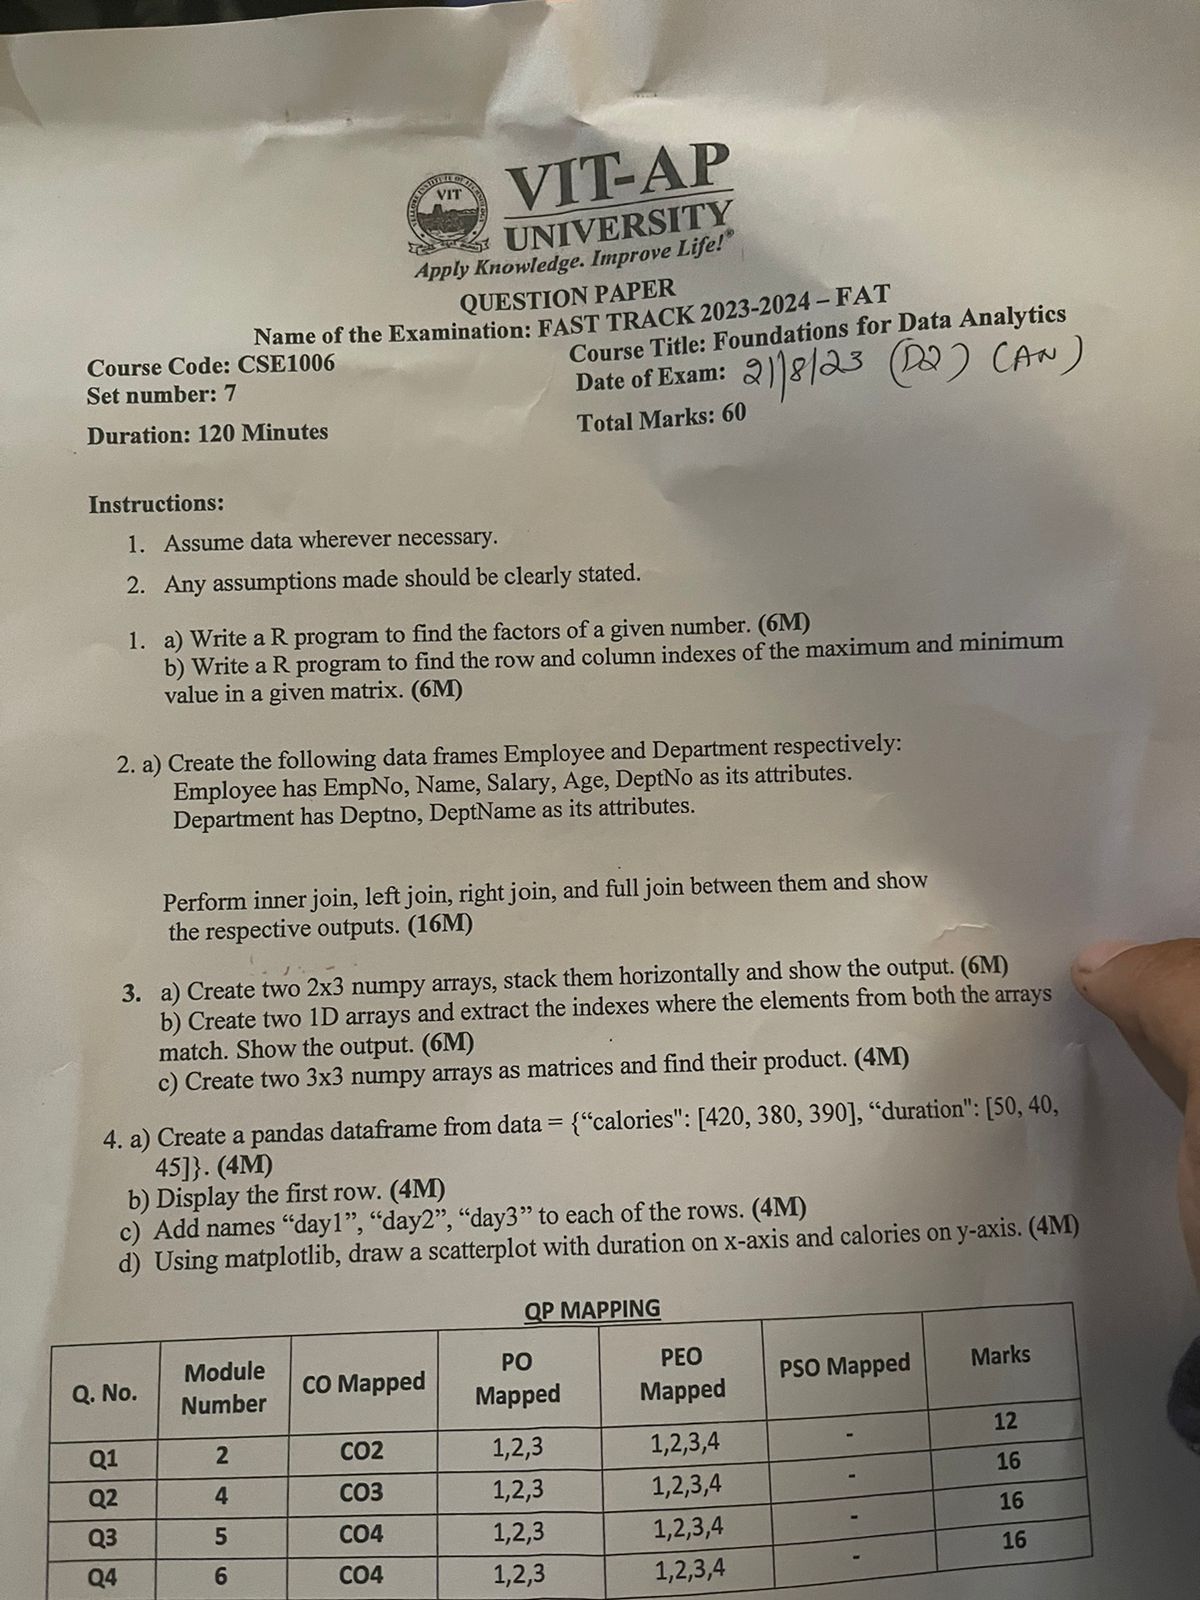 VIT
VIT-AP
UNIVERSITY
Apply Knowledge. Improve Life!®
QUESTION PAPER
Name of the Examination: FAST TRACK 2023-2024 – FAT
Course Code: CSE1006
Course Title: Foundations for Data Analytics
Set number: 7
Date of Exam: 21/8/23 (D2) (AN)
Duration: 120 Minutes
Total Marks: 60
Instructions:
1. Assume data wherever necessary.
2. Any assumptions made should be clearly stated.
1. a) Write a R program to find the factors of a given number. (6M)
b) Write a R program to find the row and column indexes of the maximum and minimum
value in a given matrix. (6M)
2. a) Create the following data frames Employee and Department respectively:
Employee has EmpNo, Name, Salary, Age, DeptNo as its attributes.
Department has Deptno, DeptName as its attributes.
Perform inner join, left join, right join, and full join between them and show
the respective outputs. (16M)
3. a) Create two 2x3 numpy arrays, stack them horizontally and show the output. (6M)
b) Create two 1D arrays and extract the indexes where the elements from both the arrays
match. Show the output. (6M)
c) Create two 3x3 numpy arrays as matrices and find their product. (4M)
4. a) Create a pandas dataframe from data = {“calories": [420, 380, 390], “duration": [50, 40,
45]}. (4M)
b) Display the first row. (4M)
c) Add names “day1”, “day2”, “day3” to each of the rows. (4M)
d) Using matplotlib, draw a scatterplot with duration on x-axis and calories on y-axis. (4M)
QP MAPPING
Q. No. Module Number CO Mapped PO Mapped PEO Mapped PSO Mapped Marks
Q1 2 CO2 1,2,3 1,2,3,4 - 12
Q2 4 CO3 1,2,3 1,2,3,4 - 16
Q3 5 CO4 1,2,3 1,2,3,4 - 16
Q4 6 CO4 1,2,3 1,2,3,4 - 16